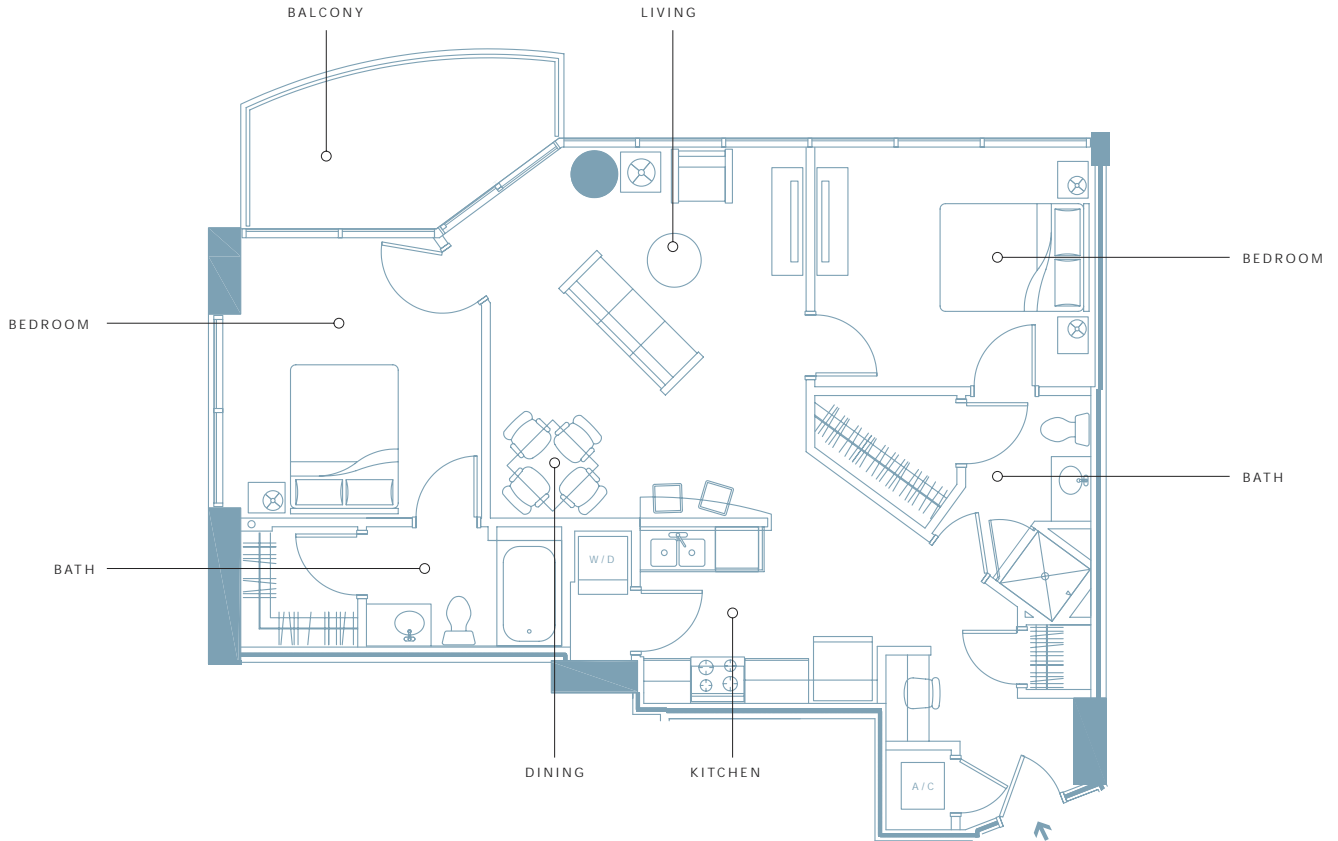 BALCONY
LIVING
BEDROOM
BEDROOM
BATH
W/D
BATH
DINING
KITCHEN
A/C